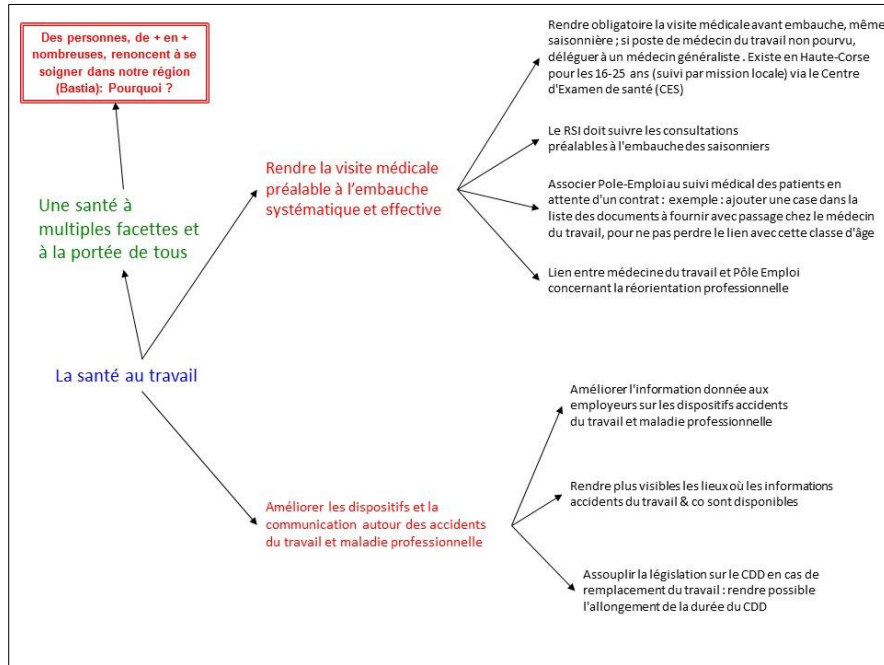 Des personnes, de + en +
nombreuses, renoncent à se
soigner dans notre région
(Bastia): Pourquoi ?
Une santé à
multiples facettes et
à la portée de tous
La santé au travail
Rendre la visite médicale
préalable à l'embauche
systématique et effective
Rendre obligatoire la visite médicale avant embauche, même
saisonnière ; si poste de médecin du travail non pourvu,
déléguer à un médecin généraliste . Existe en Haute-Corse
pour les 16-25 ans (suivi par mission locale) via le Centre
d'Examen de santé (CES)
Le RSI doit suivre les consultations
préalables à l'embauche des saisonniers
Associer Pole-Emploi au suivi médical des patients en
attente d'un contrat : exemple : ajouter une case dans la
liste des documents à fournir avec passage chez le médecin
du travail, pour ne pas perdre le lien avec cette classe d'âge
Lien entre médecine du travail et Pôle Emploi
concernant la réorientation professionnelle
Améliorer les dispositifs et la
communication autour des accidents
du travail et maladie professionnelle
Améliorer l'information donnée aux
employeurs sur les dispositifs accidents
du travail et maladie professionnelle
Rendre plus visibles les lieux où les informations
accidents du travail & co sont disponibles
Assouplir la législation sur le CDD en cas de
remplacement du travail : rendre possible
l'allongement de la durée du CDD